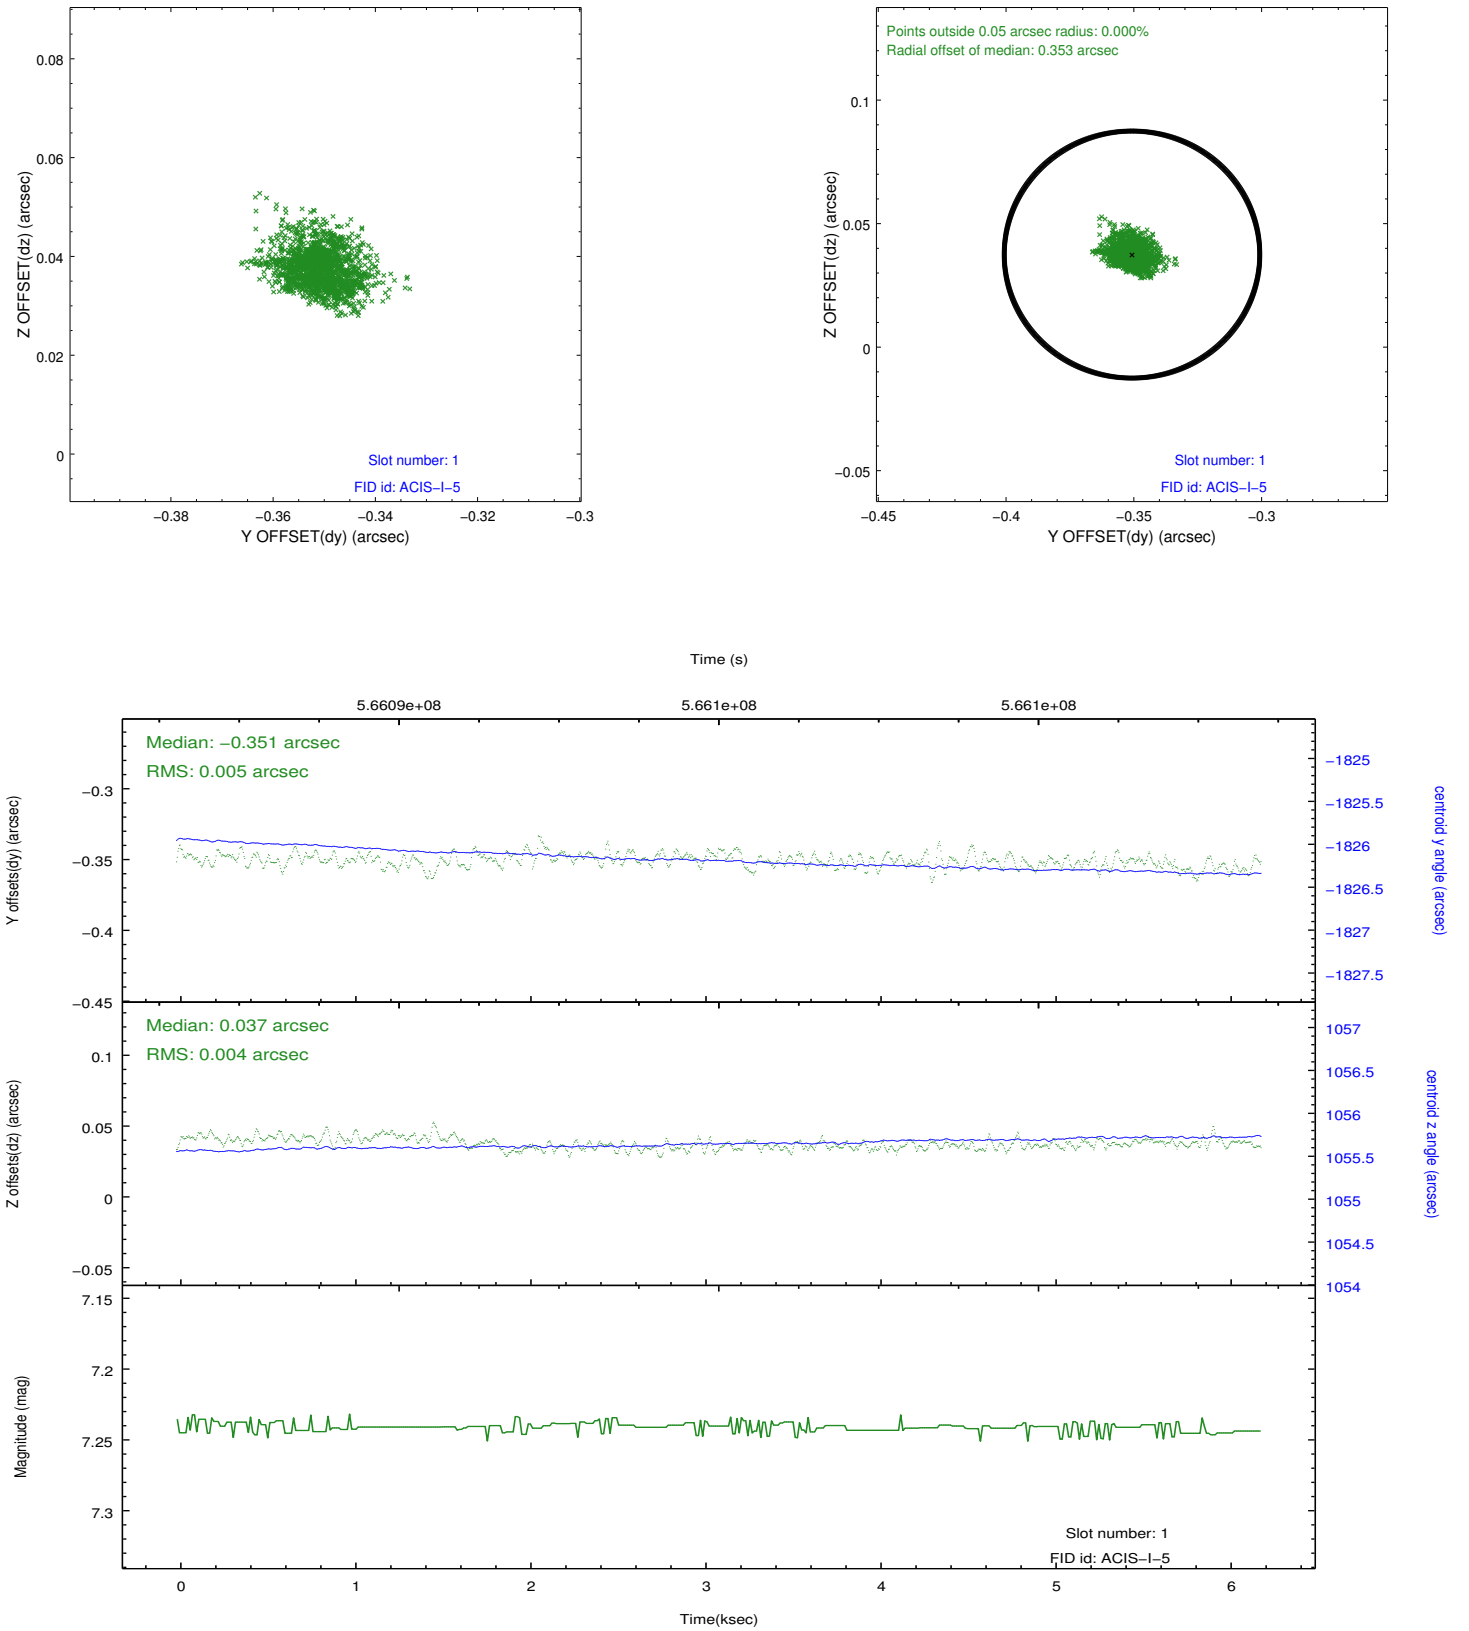 0.08
0.06
0.04
0.02
0
Z OFFSET(dz) (arcsec)
Slot number: 1
FID id: ACIS−I−5
−0.38
−0.36
−0.34
−0.32
−0.3
Y OFFSET(dy) (arcsec)
Points outside 0.05 arcsec radius: 0.000%
Radial offset of median: 0.353 arcsec
0.1
0.05
0
−0.05
Z OFFSET(dz) (arcsec)
Slot number: 1
FID id: ACIS−I−5
−0.45
−0.4
−0.35
−0.3
Y OFFSET(dy) (arcsec)
Time (s)
5.6609e+08
5.661e+08
5.661e+08
Median: −0.351 arcsec
RMS: 0.005 arcsec
−0.3
−0.35
−0.4
−0.45
Y offsets(dy) (arcsec)
−1825
−1825.5
−1826
−1826.5
−1827
−1827.5
centroid y angle (arcsec)
Median: 0.037 arcsec
RMS: 0.004 arcsec
0.1
0.05
0
−0.05
Z offsets(dz) (arcsec)
1057
1056.5
1056
1055.5
1055
1054.5
1054
centroid z angle (arcsec)
7.15
7.2
7.25
7.3
Magnitude (mag)
Slot number: 1
FID id: ACIS−I−5
0
1
2
3
4
5
6
Time(ksec)